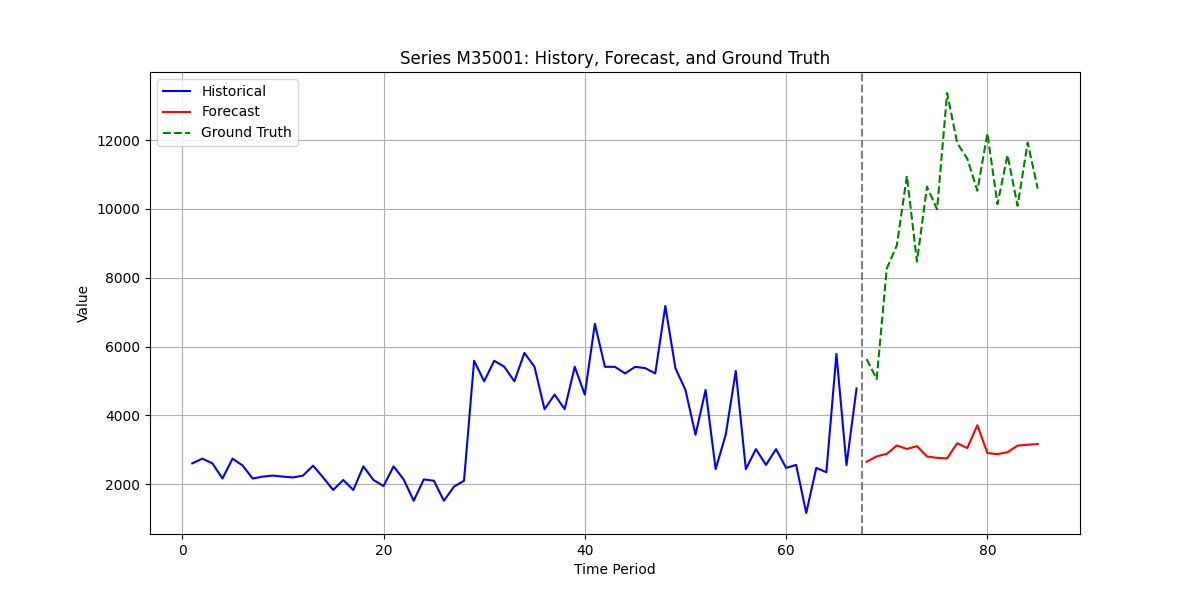 Series M35001: History, Forecast, and Ground Truth
Historical
Forecast
Ground Truth
12000
10000
8000
6000
4000
2000
Value
0 20 40 60 80
Time Period